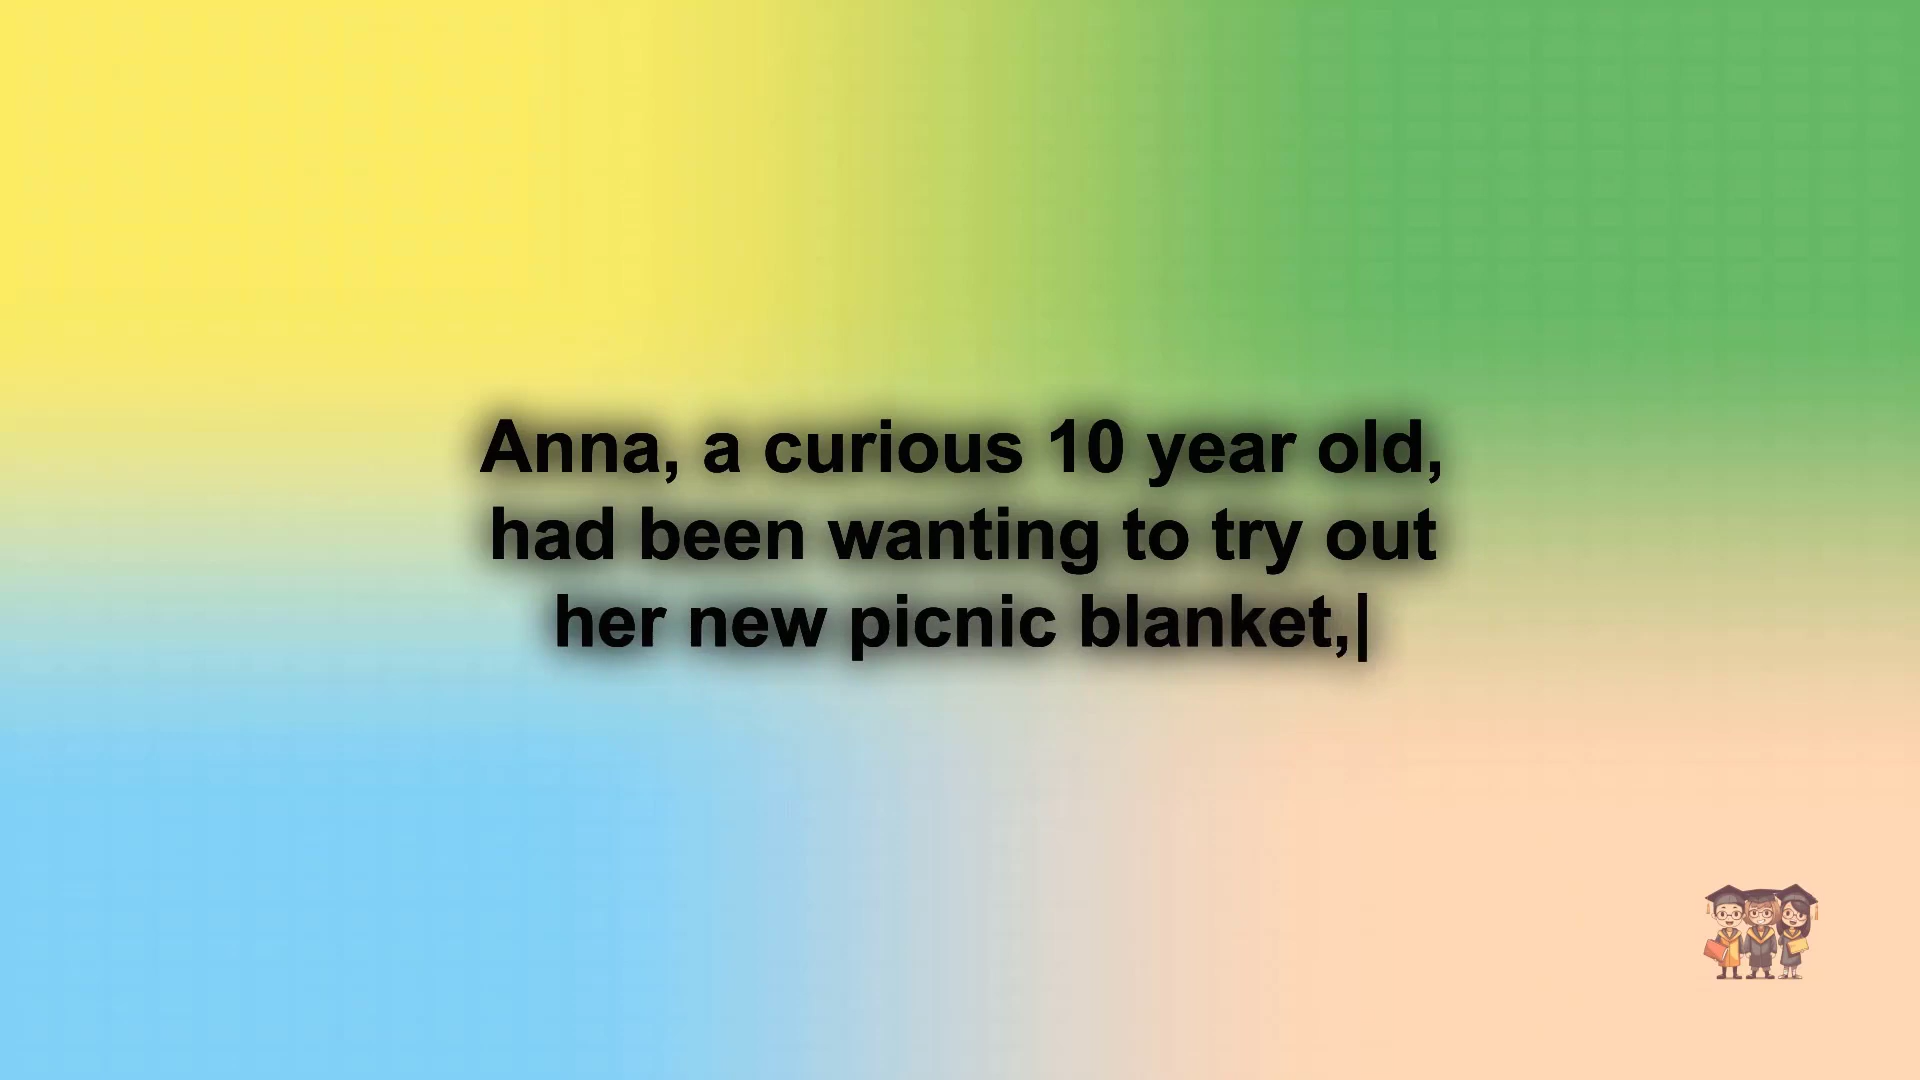 Anna, a curious 10 year old,
had been wanting to try out
her new picnic blanket,|